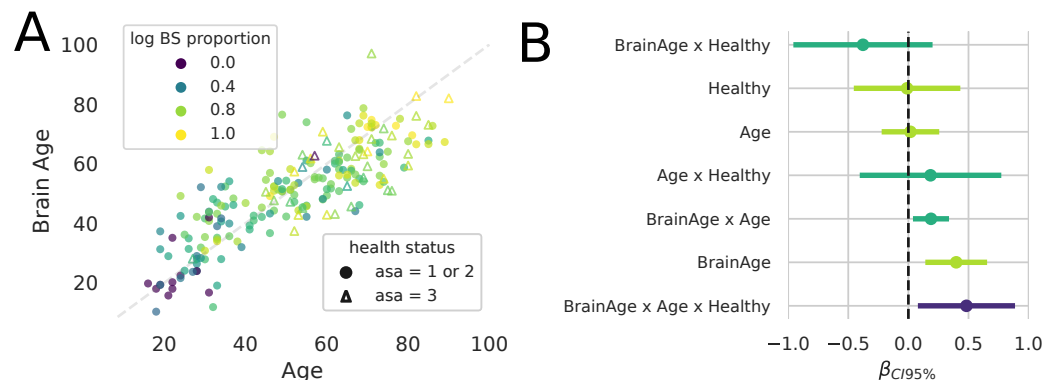 A
log BS proportion
0.0
0.4
0.8
1.0
100
80
60
40
20
Brain Age
20 40 60 80 100
Age
health status
asa = 1 or 2
asa = 3
B
BrainAge x Healthy
Healthy
Age
Age x Healthy
BrainAge x Age
BrainAge
BrainAge x Age x Healthy
−1.0 −0.5 0.0 0.5 1.0
βCI95%